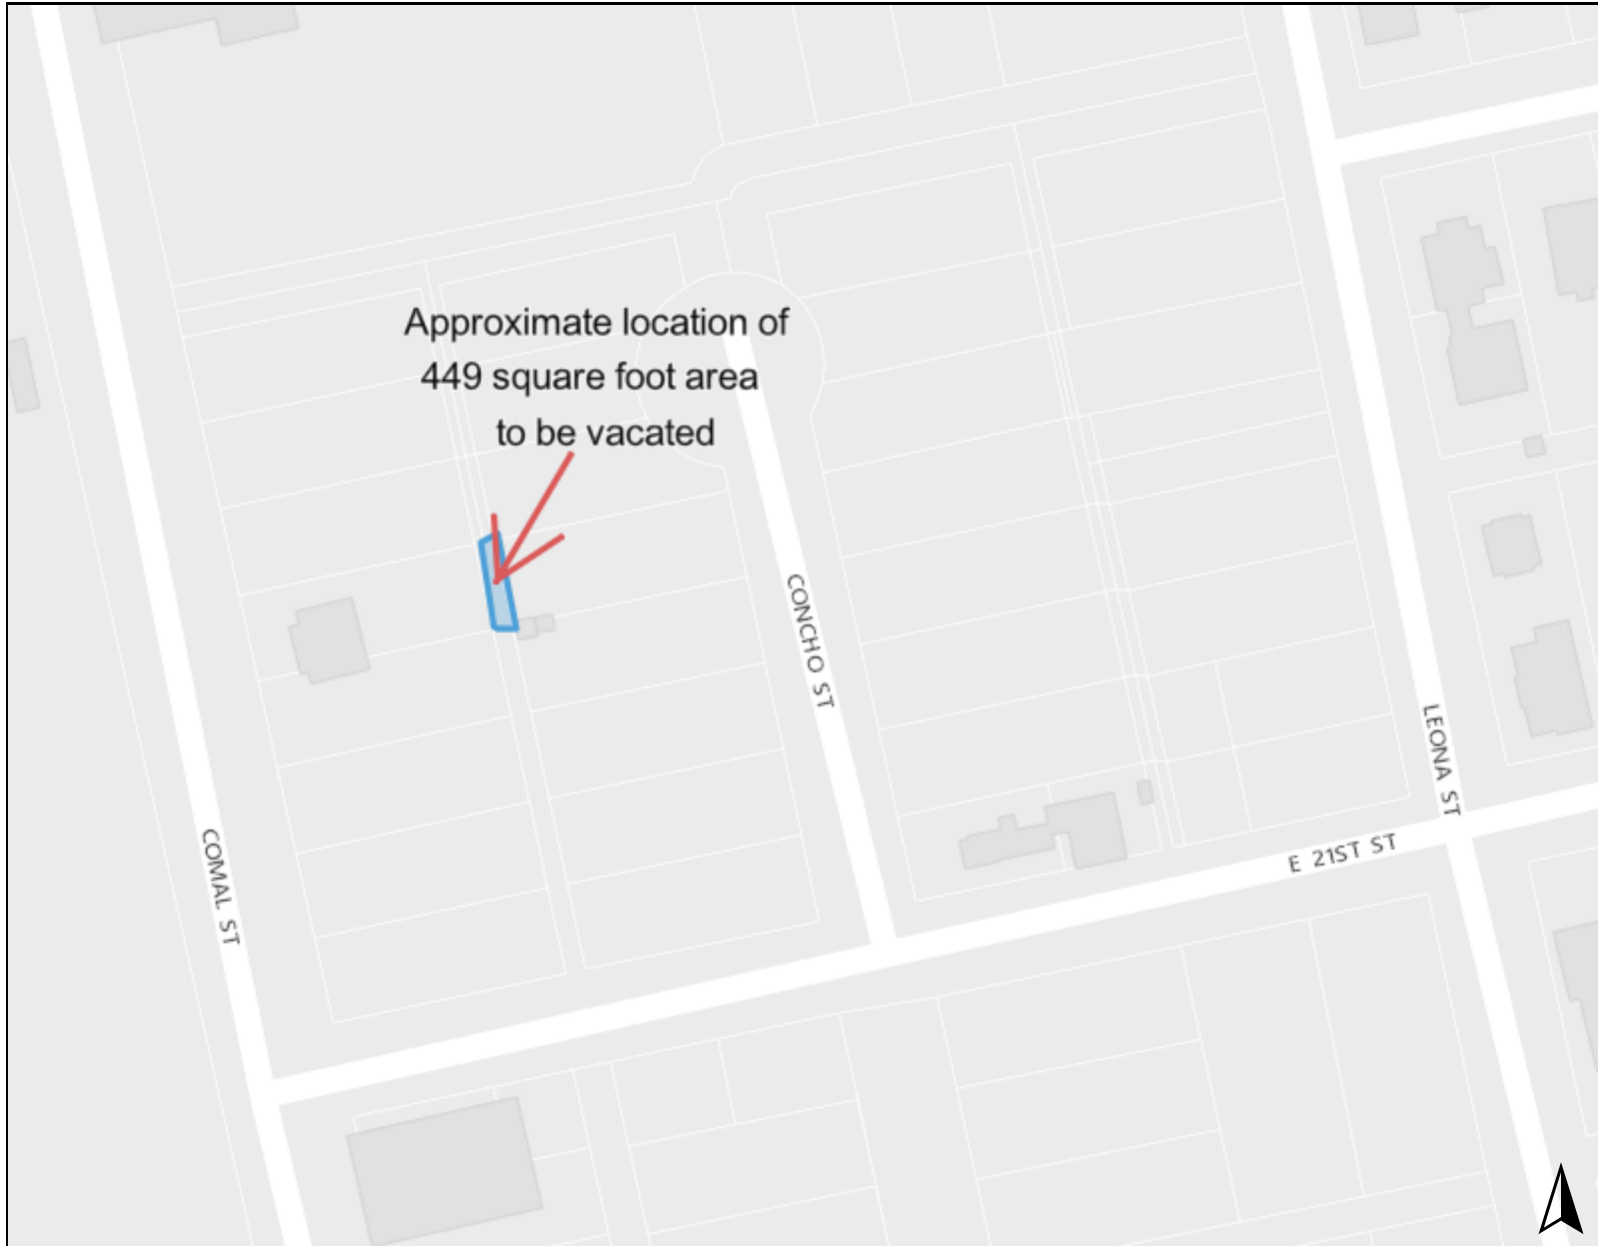 Approximate location of
449 square foot area
to be vacated
CONCHO ST
LEONA ST
COMAL ST
E 21ST ST